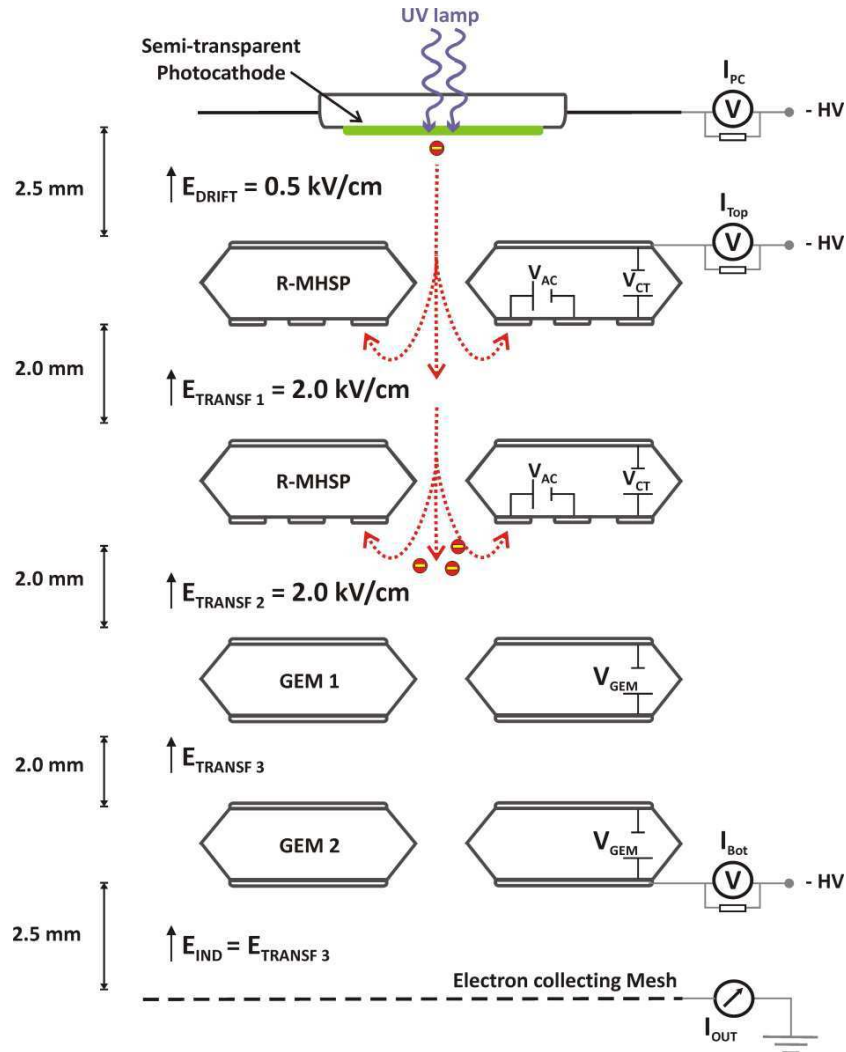 UV lamp
Semi-transparent
Photocathode
I_PC
V
- HV
2.5 mm
E_DRIFT = 0.5 kV/cm
I_Top
V
- HV
R-MHSP
V_AC
V_CT
2.0 mm
E_TRANSF 1 = 2.0 kV/cm
R-MHSP
V_AC
V_CT
2.0 mm
E_TRANSF 2 = 2.0 kV/cm
GEM 1
V_GEM
2.0 mm
E_TRANSF 3
GEM 2
V_GEM
I_Bot
V
- HV
2.5 mm
E_IND = E_TRANSF 3
Electron collecting Mesh
I_OUT